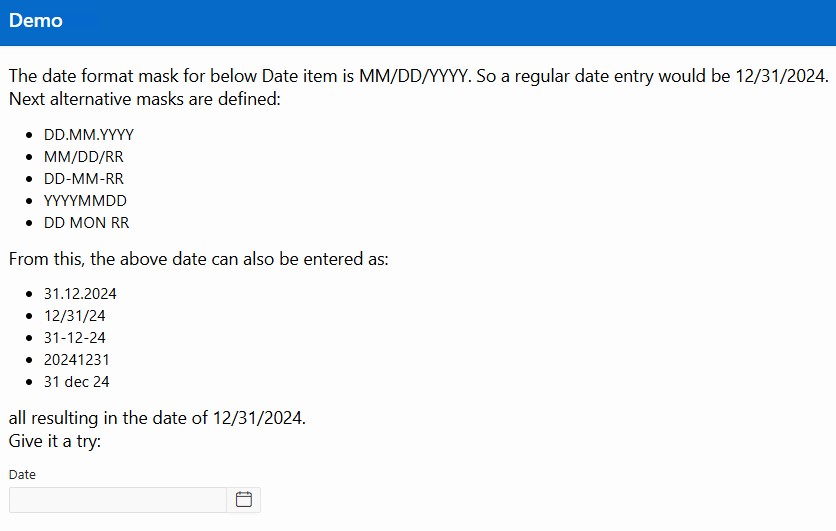 Demo
The date format mask for below Date item is MM/DD/YYYY. So a regular date entry would be 12/31/2024.
Next alternative masks are defined:
DD.MM.YYYY
MM/DD/RR
DD-MM-RR
YYYYMMDD
DD MON RR
From this, the above date can also be entered as:
31.12.2024
12/31/24
31-12-24
20241231
31 dec 24
all resulting in the date of 12/31/2024.
Give it a try:
Date